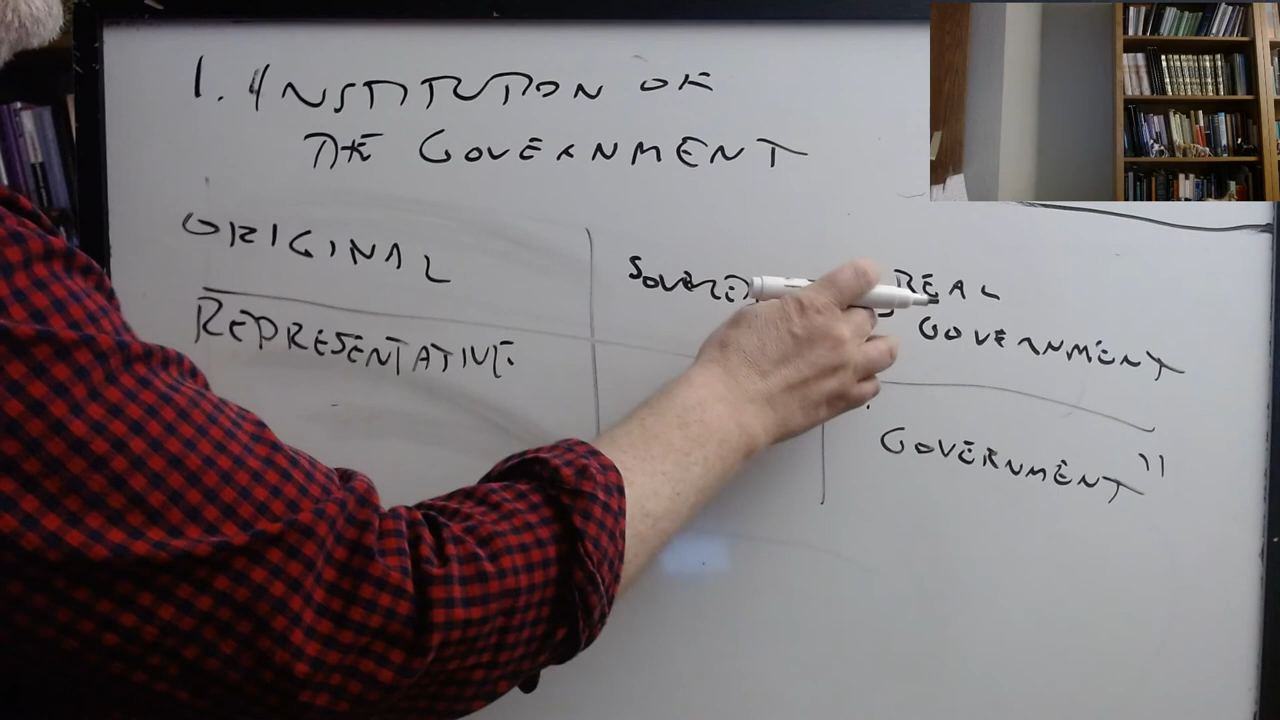 1. INSTITUTION OF
THE GOVERNMENT
ORIGINAL
REPRESENTATIVE
REAL
GOVERNMENT
GOVERNMENT"